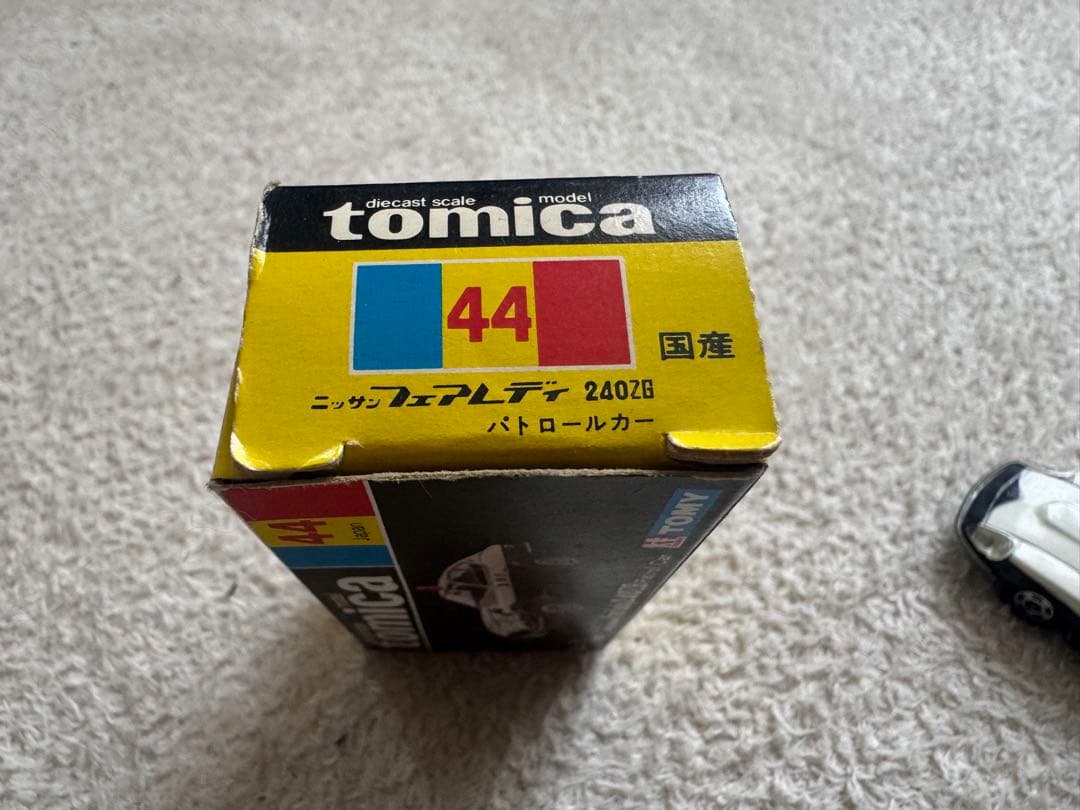 diecast scale model
tomica
44
国産
ニッサン フェアレディ 240ZG
パトロールカー
44
Japan
tomica
TOMY